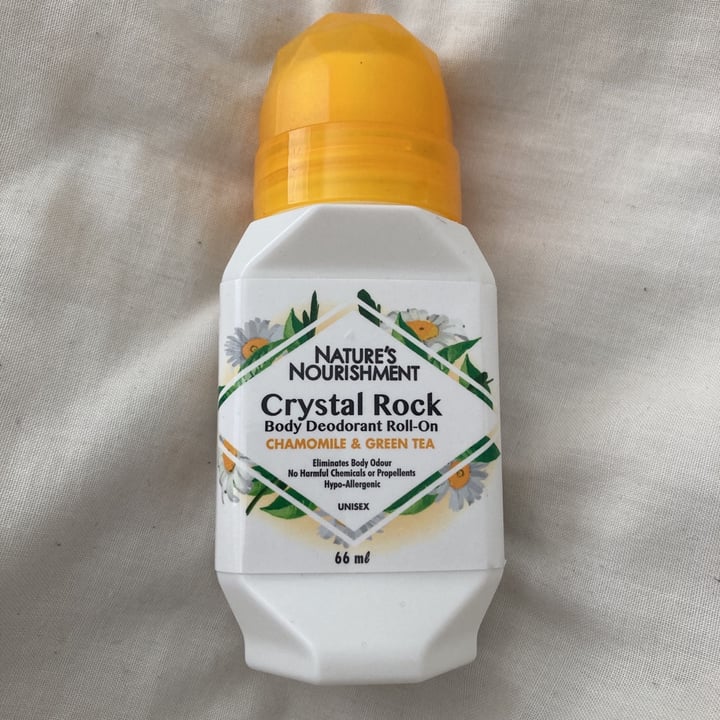 NATURE'S
NOURISHMENT
Crystal Rock
Body Deodorant Roll-On
CHAMOMILE & GREEN TEA
Eliminates Body Odour
No Harmful Chemicals or Propellents
Hypo-Allergenic
UNISEX
66 ml